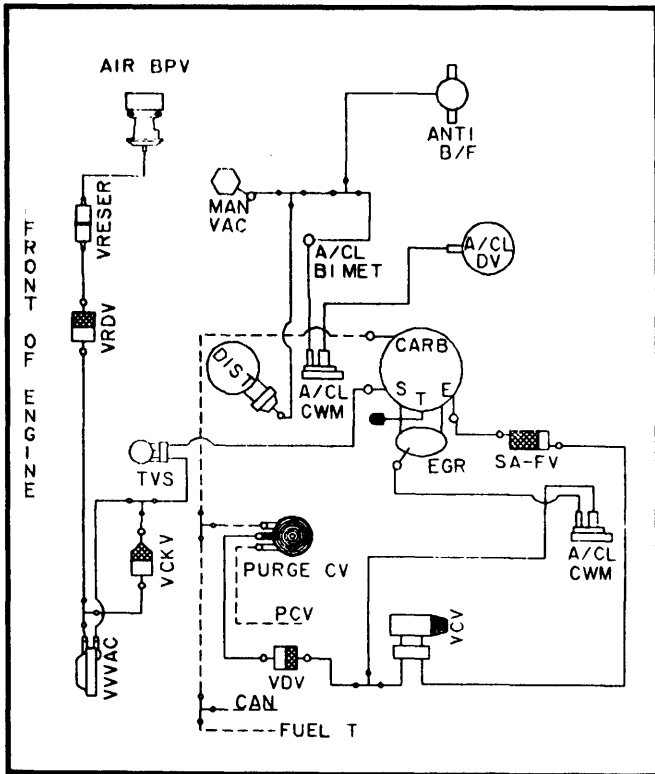 AIR BPV
ANTI
B/F
MAN
VAC
VRESER
A/CL
BIMET
A/CL
DV
FRONT OF ENGINE
VRDV
CARB
DIST
S
T
E
A/CL
CWM
EGR
SA-FV
TVS
A/CL
CWM
VCKV
PURGE CV
PCV
VCV
VVVAC
VDV
CAN
FUEL T